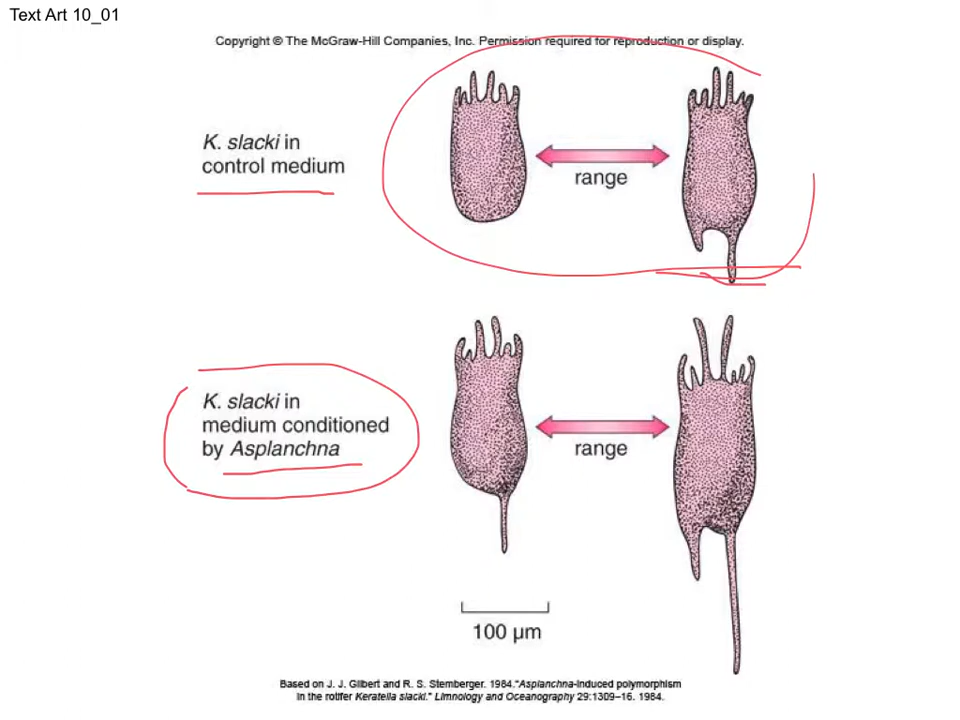 Text Art 10_01
Copyright © The McGraw-Hill Companies, Inc. Permission required for reproduction or display.
K. slacki in
control medium
range
K. slacki in
medium conditioned
by Asplanchna
range
100 µm
Based on J. J. Gilbert and R. S. Stemberger. 1984."Asplanchna-induced polymorphism
in the rotifer Keratella slacki." Limnology and Oceanography 29:1309–16. 1984.